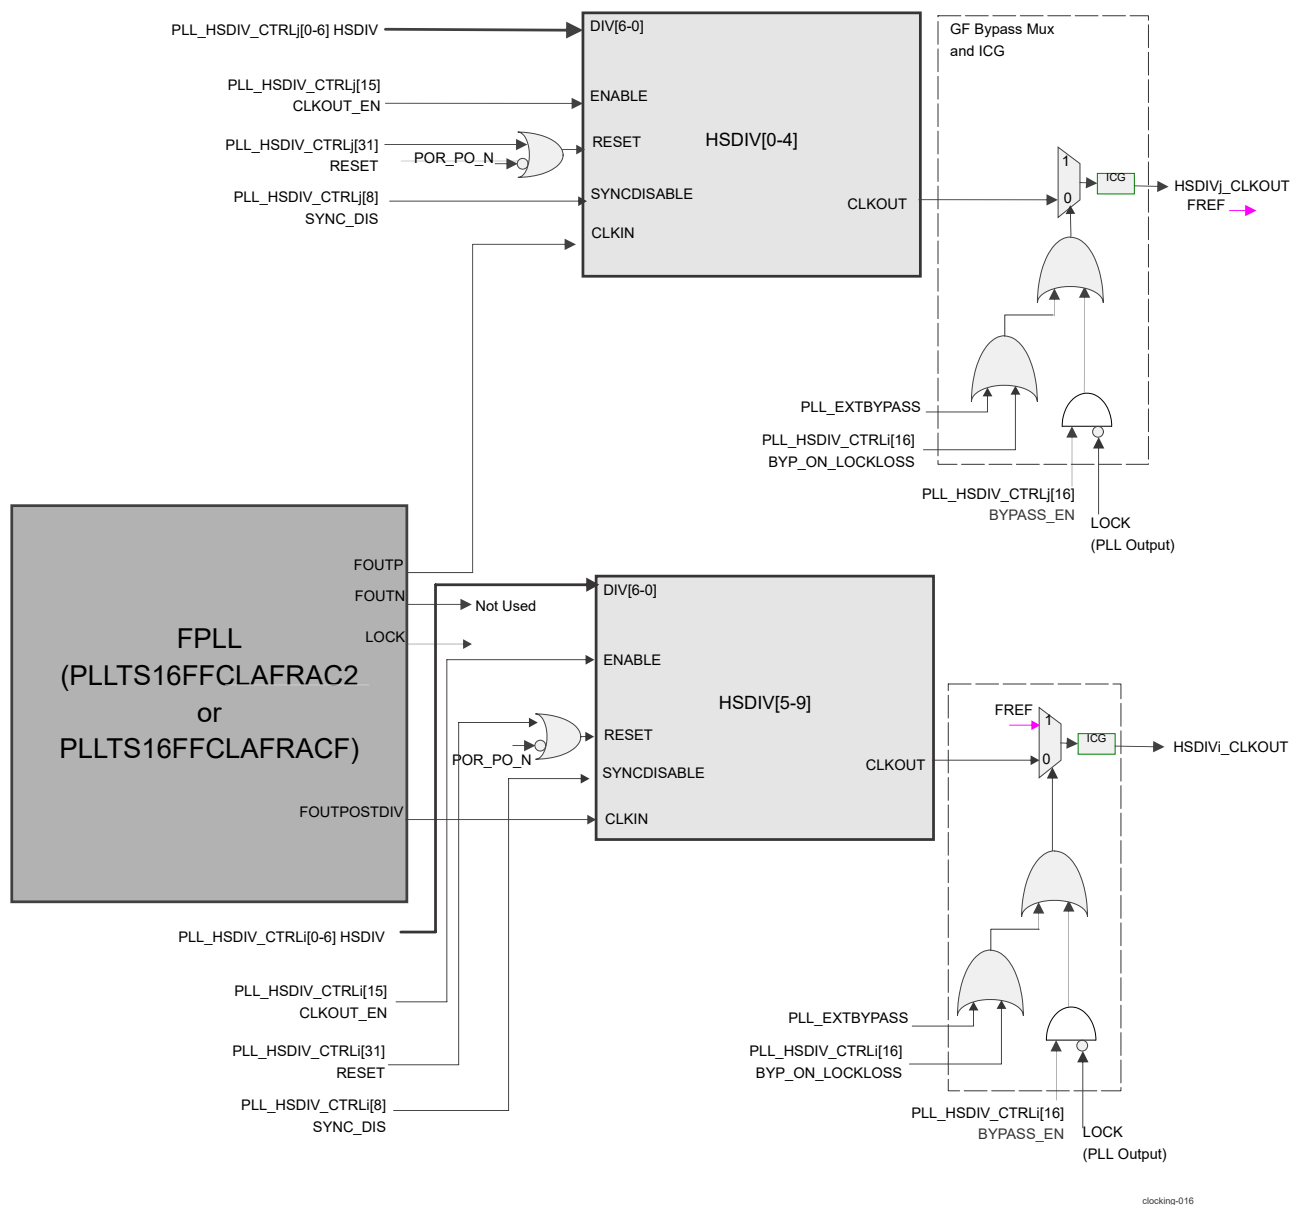 PLL_HSDIV_CTRLj[0-6] HSDIV
DIV[6-0]
GF Bypass Mux
and ICG
PLL_HSDIV_CTRLj[15]
CLKOUT_EN
ENABLE
PLL_HSDIV_CTRLj[31]
RESET
POR_PO_N
RESET
HSDIV[0-4]
PLL_HSDIV_CTRLj[8]
SYNC_DIS
SYNCDISABLE
CLKOUT
CLKIN
1
0
ICG
HSDIVj_CLKOUT
FREF
PLL_EXTBYPASS
PLL_HSDIV_CTRLi[16]
BYP_ON_LOCKLOSS
PLL_HSDIV_CTRLj[16]
BYPASS_EN
LOCK
(PLL Output)
FOUTP
FOUTN
Not Used
LOCK
FPLL
(PLLTS16FFCLAFRAC2
or
PLLTS16FFCLAFRACF)
FOUTPOSTDIV
DIV[6-0]
ENABLE
HSDIV[5-9]
RESET
POR_PO_N
SYNCDISABLE
CLKOUT
CLKIN
FREF
1
0
ICG
HSDIVi_CLKOUT
PLL_HSDIV_CTRLi[0-6] HSDIV
PLL_HSDIV_CTRLi[15]
CLKOUT_EN
PLL_HSDIV_CTRLi[31]
RESET
PLL_HSDIV_CTRLi[8]
SYNC_DIS
PLL_EXTBYPASS
PLL_HSDIV_CTRLi[16]
BYP_ON_LOCKLOSS
PLL_HSDIV_CTRLi[16]
BYPASS_EN
LOCK
(PLL Output)
clocking-016